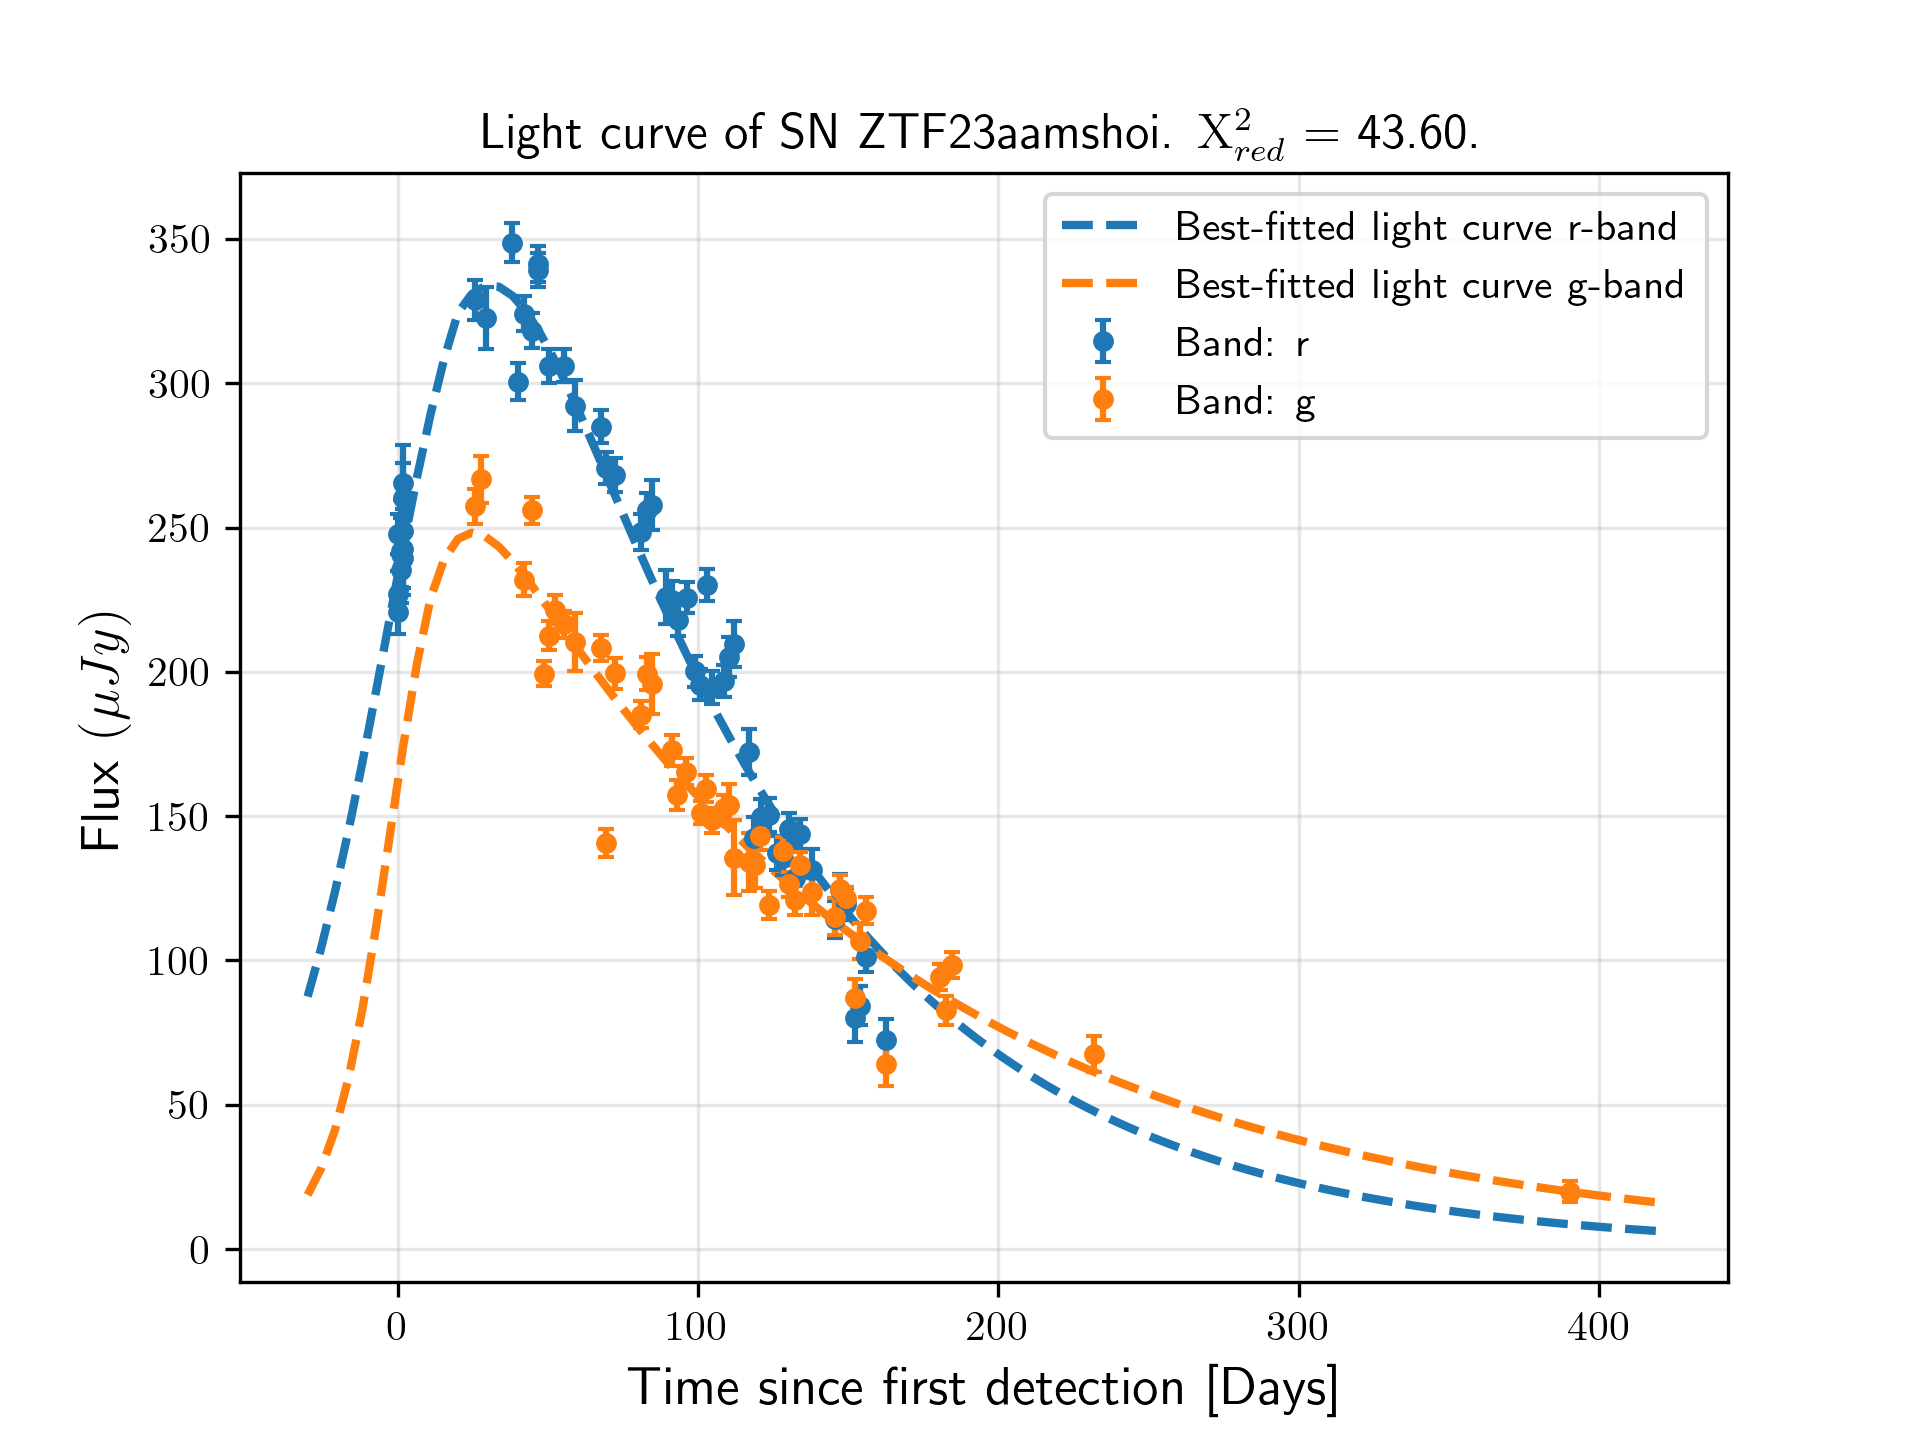 Light curve of SN ZTF23aamshoi. X²_red = 43.60.
Best-fitted light curve r-band
Best-fitted light curve g-band
Band: r
Band: g
350
300
250
200
150
100
50
0
Flux (μJy)
0 100 200 300 400
Time since first detection [Days]